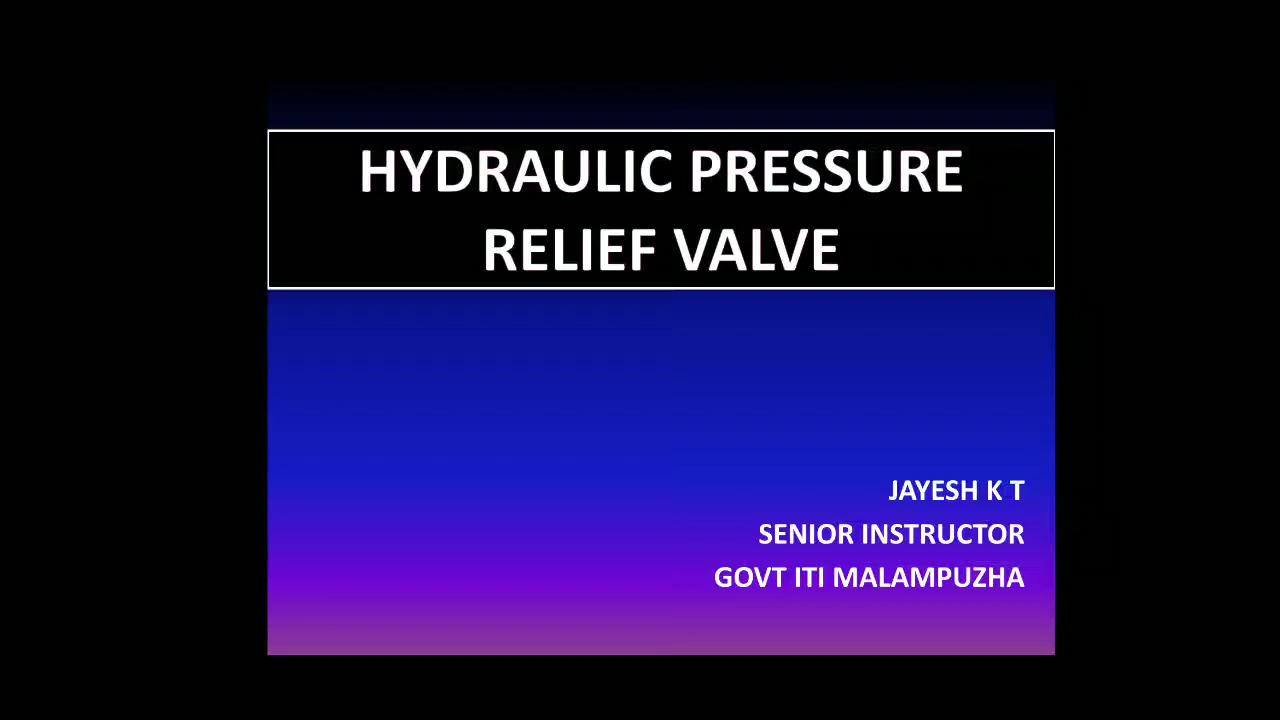 HYDRAULIC PRESSURE
RELIEF VALVE
JAYESH K T
SENIOR INSTRUCTOR
GOVT ITI MALAMPUZHA